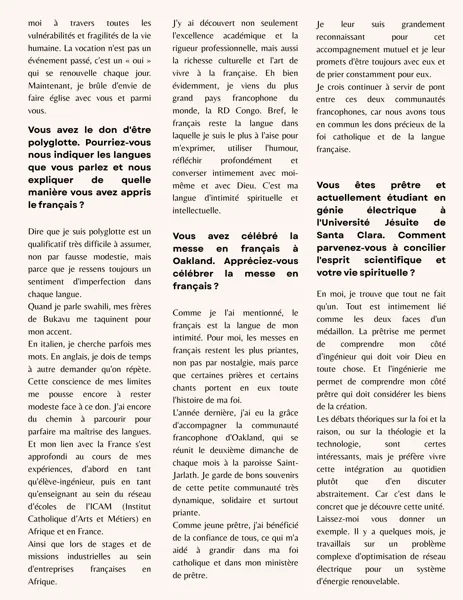 moi à travers toutes les
vulnérabilités et fragilités de la vie
humaine. La vocation n'est pas un
événement passé, c'est un « oui »
qui se renouvelle chaque jour.
Maintenant, je brûle d'envie de
faire église avec vous et parmi
vous.
Vous avez le don d'être
polyglotte. Pourriez-vous
nous indiquer les langues
que vous parlez et nous
expliquer de quelle
manière vous avez appris
le français ?
Dire que je suis polyglotte est un
qualificatif très difficile à assumer,
non par fausse modestie, mais
parce que je ressens toujours un
sentiment d'imperfection dans
chaque langue.
Quand je parle swahili, mes frères
de Bukavu me taquinent pour
mon accent.
En italien, je cherche parfois mes
mots. En anglais, je dois de temps
à autre demander qu'on répète.
Cette conscience de mes limites
me pousse encore à rester
modeste face à ce don. J'ai encore
du chemin à parcourir pour
parfaire ma maîtrise des langues.
Et mon lien avec la France s'est
approfondi au cours de mes
expériences, d'abord en tant
qu'élève-ingénieur, puis en tant
qu'enseignant au sein du réseau
d'écoles de l'ICAM (Institut
Catholique d'Arts et Métiers) en
Afrique et en France.
Ainsi que lors de stages et de
missions industrielles au sein
d'entreprises françaises en
Afrique.
J'y ai découvert non seulement
l'excellence académique et la
rigueur professionnelle, mais aussi
la richesse culturelle et l'art de
vivre à la française. Eh bien
évidemment, je viens du plus
grand pays francophone du
monde, la RD Congo. Bref, le
français reste la langue dans
laquelle je suis le plus à l'aise pour
m'exprimer, utiliser l'humour,
réfléchir profondément et
converser intimement avec moi-
même et avec Dieu. C'est ma
langue d'intimité spirituelle et
intellectuelle.
Vous avez célébré la
messe en français à
Oakland. Appréciez-vous
célébrer la messe en
français ?
Comme je l'ai mentionné, le
français est la langue de mon
intimité. Pour moi, les messes en
français restent les plus priantes,
non pas par nostalgie, mais parce
que certaines prières et certains
chants portent en eux toute
l'histoire de ma foi.
L'année dernière, j'ai eu la grâce
d'accompagner la communauté
francophone d'Oakland, qui se
réunit le deuxième dimanche de
chaque mois à la paroisse Saint-
Jarlath. Je garde de bons souvenirs
de cette petite communauté très
dynamique, solidaire et surtout
priante.
Comme jeune prêtre, j'ai bénéficié
de la confiance de tous, ce qui m'a
aidé à grandir dans ma foi
catholique et dans mon ministère
de prêtre.
Je leur suis grandement
reconnaissant pour cet
accompagnement mutuel et je leur
promets d'être toujours avec eux et
de prier constamment pour eux.
Je crois continuer à servir de pont
entre ces deux communautés
francophones, car nous avons tous
en commun les dons précieux de la
foi catholique et de la langue
française.
Vous êtes prêtre et
actuellement étudiant en
génie électrique à
l'Université Jésuite de
Santa Clara. Comment
parvenez-vous à concilier
l'esprit scientifique et
votre vie spirituelle ?
En moi, je trouve que tout ne fait
qu'un. Tout est intimement lié
comme les deux faces d'un
médaillon. La prêtrise me permet
de comprendre mon côté
d'ingénieur qui doit voir Dieu en
toute chose. Et l'ingénierie me
permet de comprendre mon côté
prêtre qui doit considérer les biens
de la création.
Les débats théoriques sur la foi et la
raison, ou sur la théologie et la
technologie, sont certes
intéressants, mais je préfère vivre
cette intégration au quotidien
plutôt que d'en discuter
abstraitement. Car c'est dans le
concret que je découvre cette unité.
Laissez-moi vous donner un
exemple. Il y a quelques mois, je
travaillais sur un problème
complexe d'optimisation de réseau
électrique pour un système
d'énergie renouvelable.